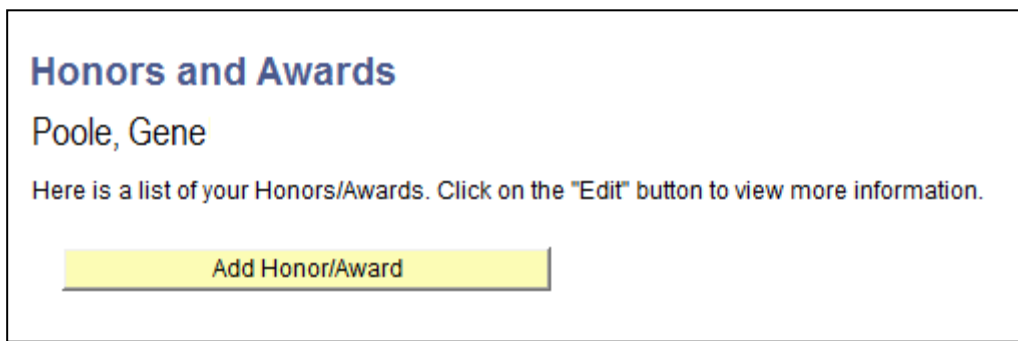 Honors and Awards
Poole, Gene
Here is a list of your Honors/Awards. Click on the "Edit" button to view more information.
Add Honor/Award